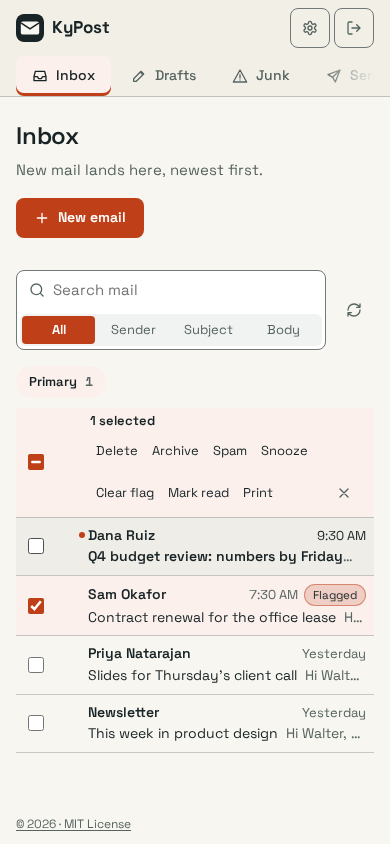 KyPost
Inbox Drafts Junk Sen
Inbox
New mail lands here, newest first.
New email
Search mail
All Sender Subject Body
Primary 1
1 selected
Delete Archive Spam Snooze
Clear flag Mark read Print
Dana Ruiz 9:30 AM
Q4 budget review: numbers by Friday...
Sam Okafor 7:30 AM Flagged
Contract renewal for the office lease H...
Priya Natarajan Yesterday
Slides for Thursday's client call Hi Walt...
Newsletter Yesterday
This week in product design Hi Walter, ...
© 2026 · MIT License